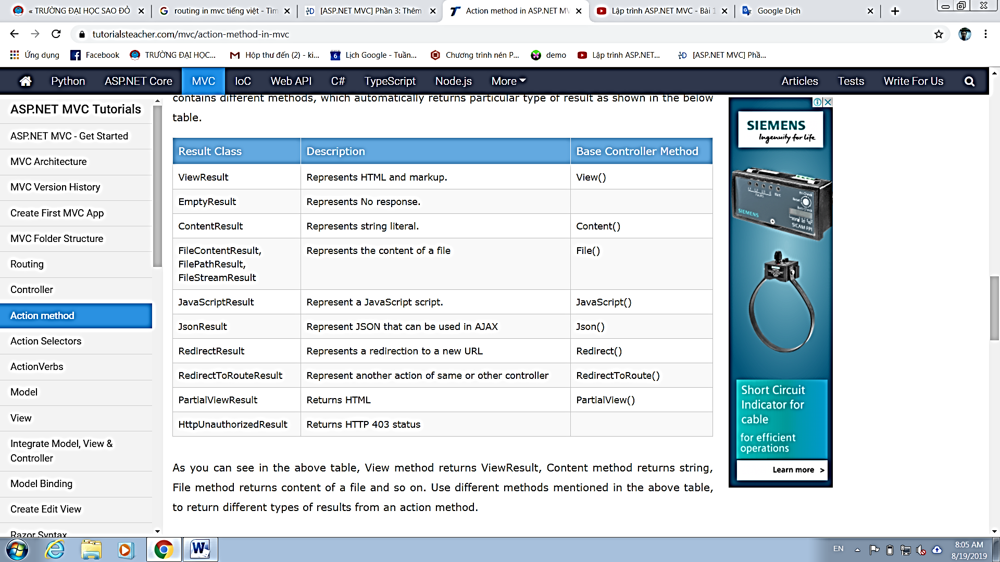 « TRƯỜNG ĐẠI HỌC SAO ĐỎ
routing in mvc tiếng việt - Tìm
[ASP.NET MVC] Phần 3: Thêm
Action method in ASP.NET MV
Lập trình ASP.NET MVC - Bài 1
Google Dịch
tutorialsteacher.com/mvc/action-method-in-mvc
Ứng dụng
Facebook
TRƯỜNG ĐẠI HỌC...
Hộp thư đến (2) - ki...
Lịch Google - Tuần...
Chương trình nén P...
demo
Lập trình ASP.NET...
[ASP.NET MVC] Phầ...
Python
ASP.NET Core
MVC
IoC
Web API
C#
TypeScript
Node.js
More
Articles
Tests
Write For Us
ASP.NET MVC Tutorials
ASP.NET MVC - Get Started
MVC Architecture
MVC Version History
Create First MVC App
MVC Folder Structure
Routing
Controller
Action method
Action Selectors
ActionVerbs
Model
View
Integrate Model, View &
Controller
Model Binding
Create Edit View
Razor Syntax
contains different methods, which automatically returns particular type of result as shown in the below
table.
Result Class Description Base Controller Method
ViewResult Represents HTML and markup. View()
EmptyResult Represents No response.
ContentResult Represents string literal. Content()
FileContentResult, Represents the content of a file File()
FilePathResult,
FileStreamResult
JavaScriptResult Represent a JavaScript script. JavaScript()
JsonResult Represent JSON that can be used in AJAX Json()
RedirectResult Represents a redirection to a new URL Redirect()
RedirectToRouteResult Represent another action of same or other controller RedirectToRoute()
PartialViewResult Returns HTML PartialView()
HttpUnauthorizedResult Returns HTTP 403 status
As you can see in the above table, View method returns ViewResult, Content method returns string,
File method returns content of a file and so on. Use different methods mentioned in the above table,
to return different types of results from an action method.
SIEMENS
Ingenuity for life
SIEMENS
SICAM FPI
Short Circuit
Indicator for
cable
for efficient
operations
Learn more >
EN
8:05 AM
8/19/2019